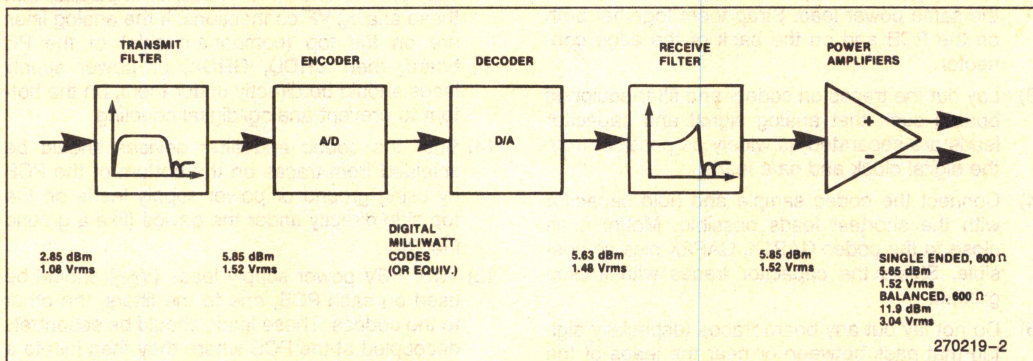 TRANSMIT
FILTER
ENCODER
DECODER
RECEIVE
FILTER
POWER
AMPLIFIERS
A/D
D/A
+
−
DIGITAL
MILLIWATT
CODES
(OR EQUIV.)
2.85 dBm
1.08 Vrms
5.85 dBm
1.52 Vrms
5.63 dBm
1.48 Vrms
5.85 dBm
1.52 Vrms
SINGLE ENDED, 600 Ω
5.85 dBm
1.52 Vrms
BALANCED, 600 Ω
11.9 dBm
3.04 Vrms
270219–2